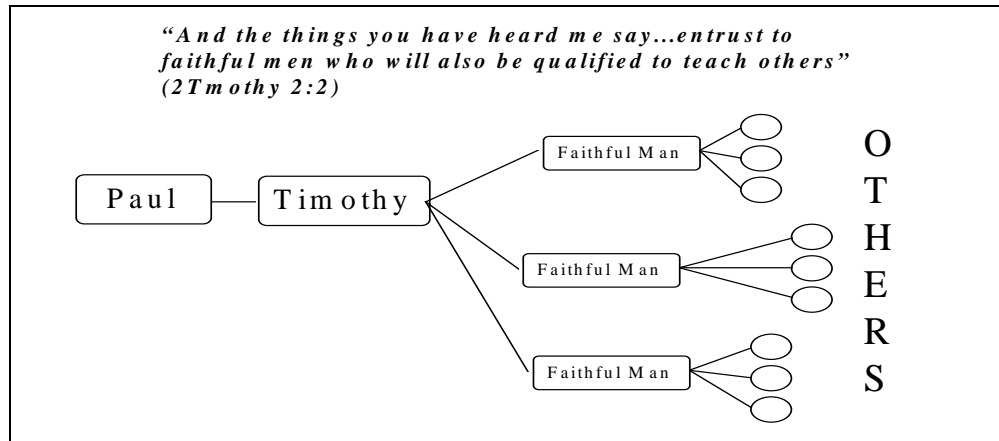 “And the things you have heard me say...entrust to
faithful men who will also be qualified to teach others”
(2Tmothy 2:2)
Faithful Man
Paul
Timothy
Faithful Man
Faithful Man
O
T
H
E
R
S